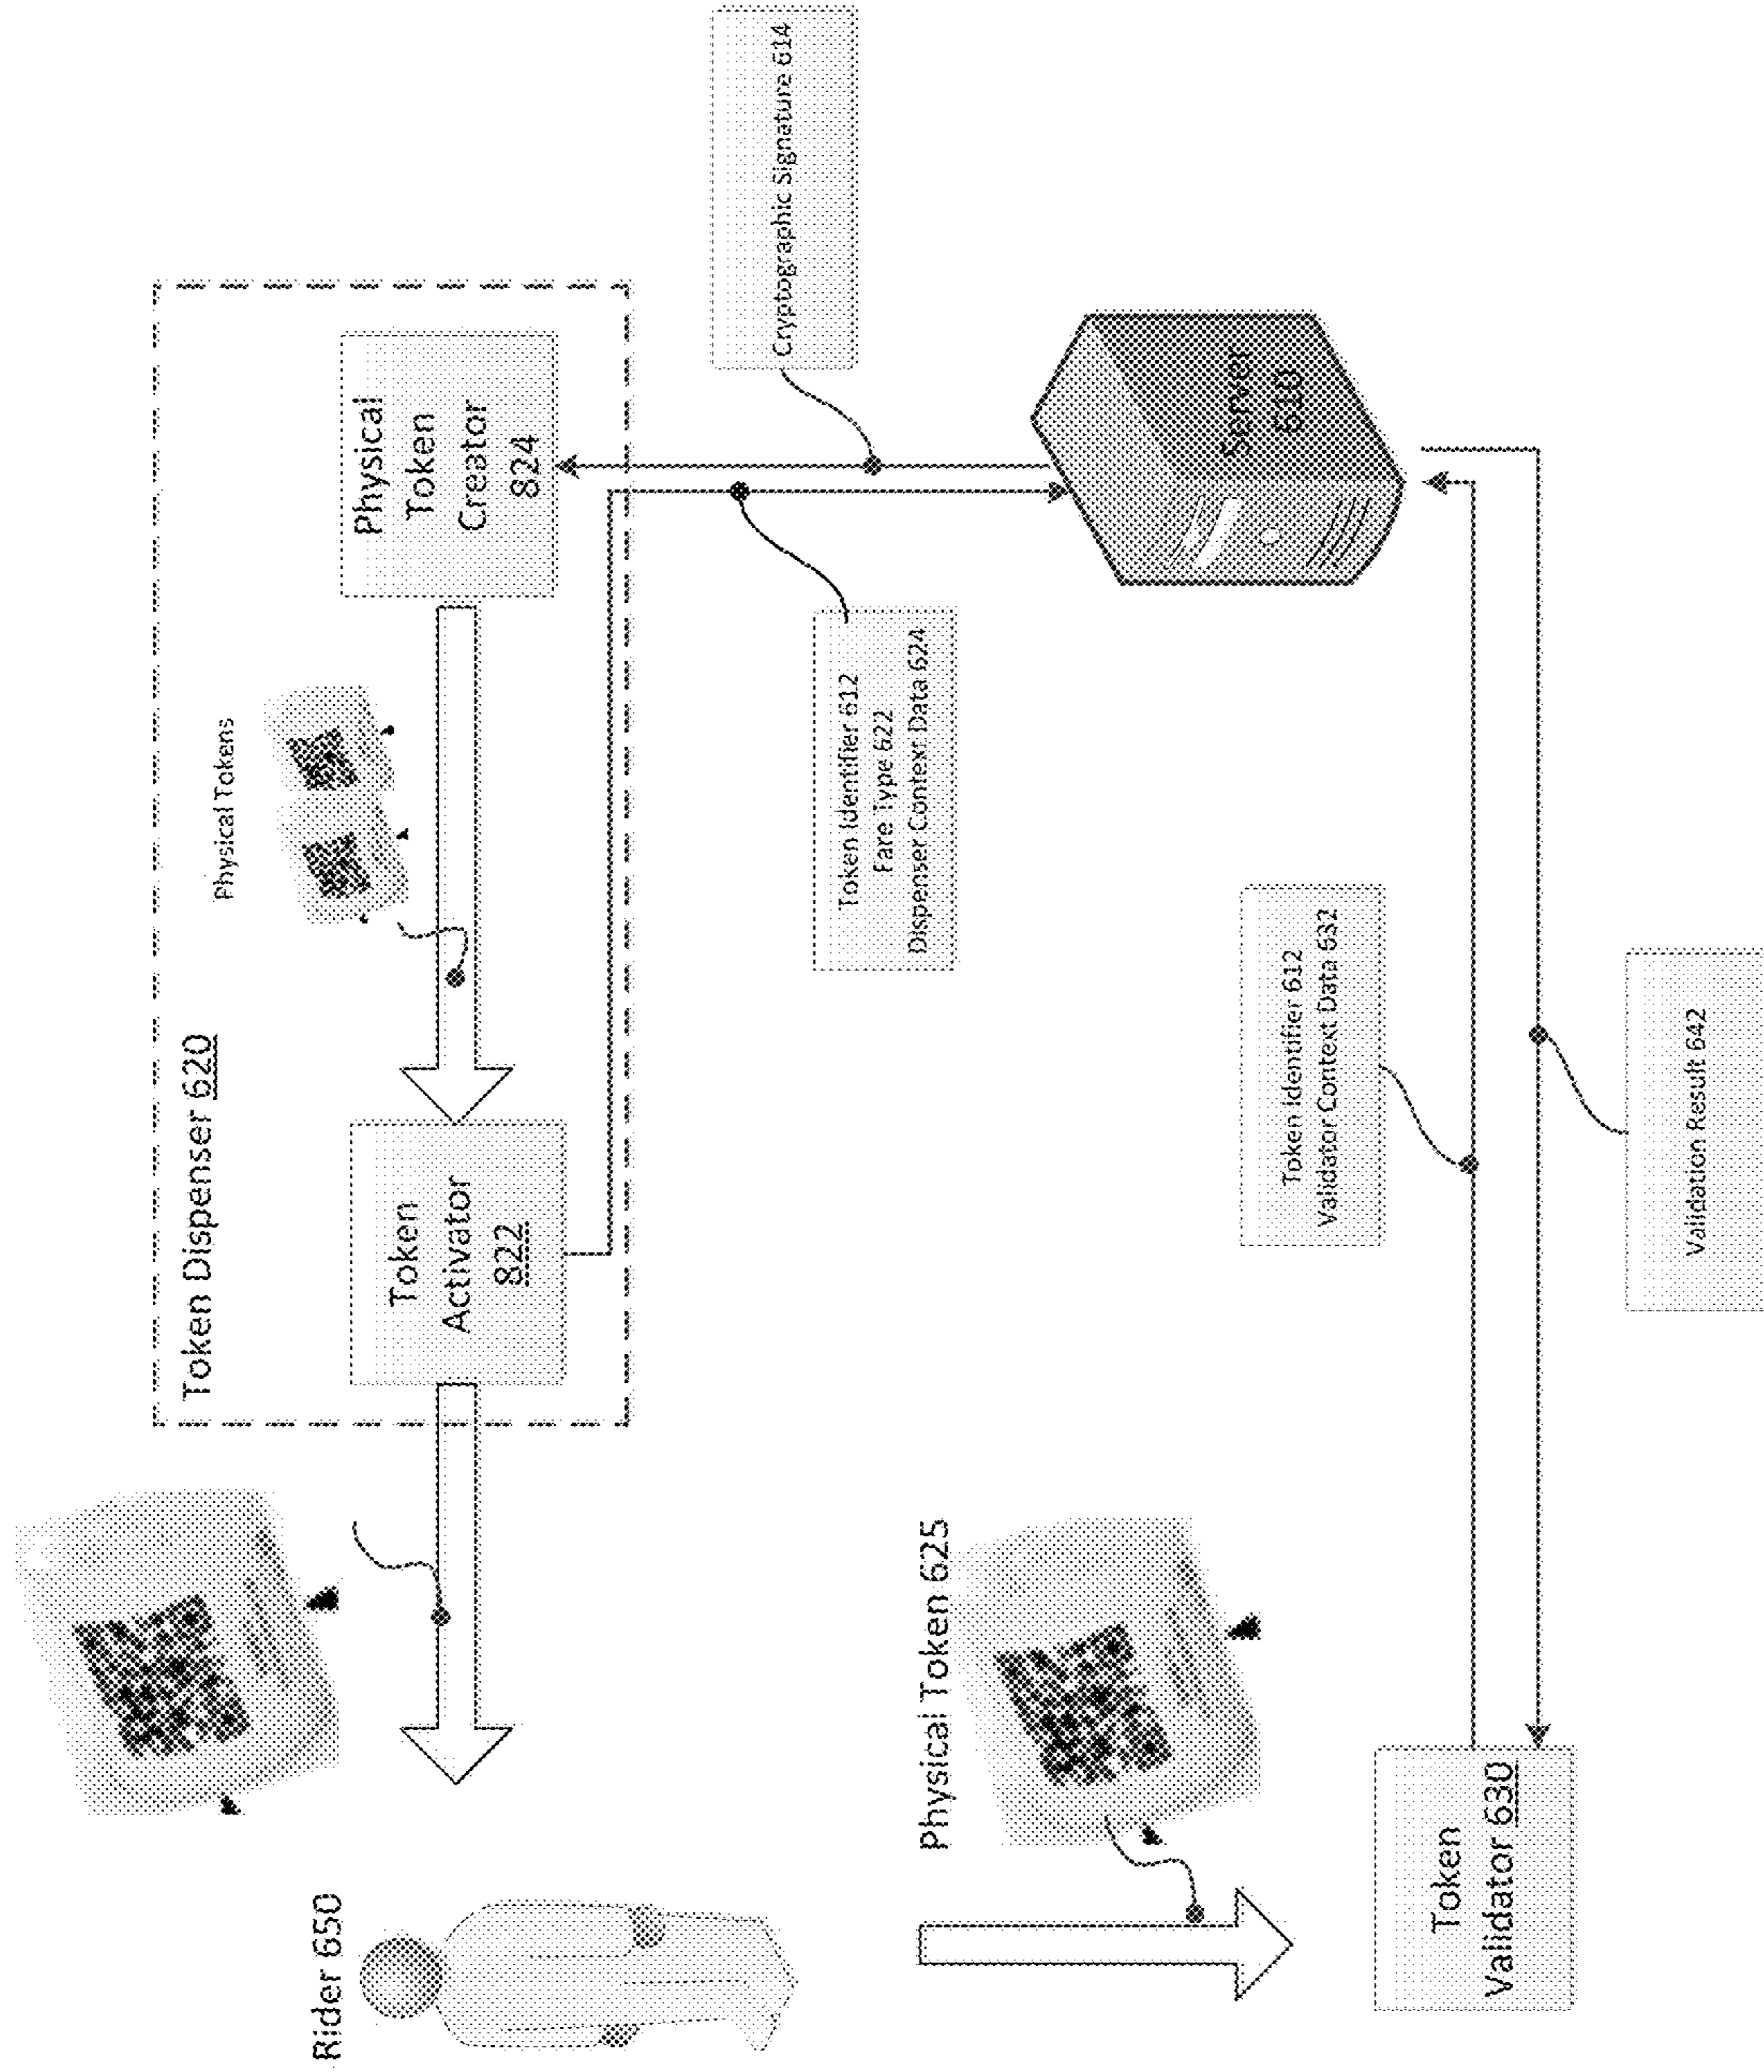 Token Dispenser 620
Physical Tokens
Physical
Token
Creator
824
Token
Activator
822
Rider 650
Cryptographic Signature 614
Token Identifier 612
Fare Type 622
Dispenser Context Data 624
Server
610
Physical Token 625
Token Identifier 612
Validator Context Data 632
Token
Validator 630
Validation Result 642